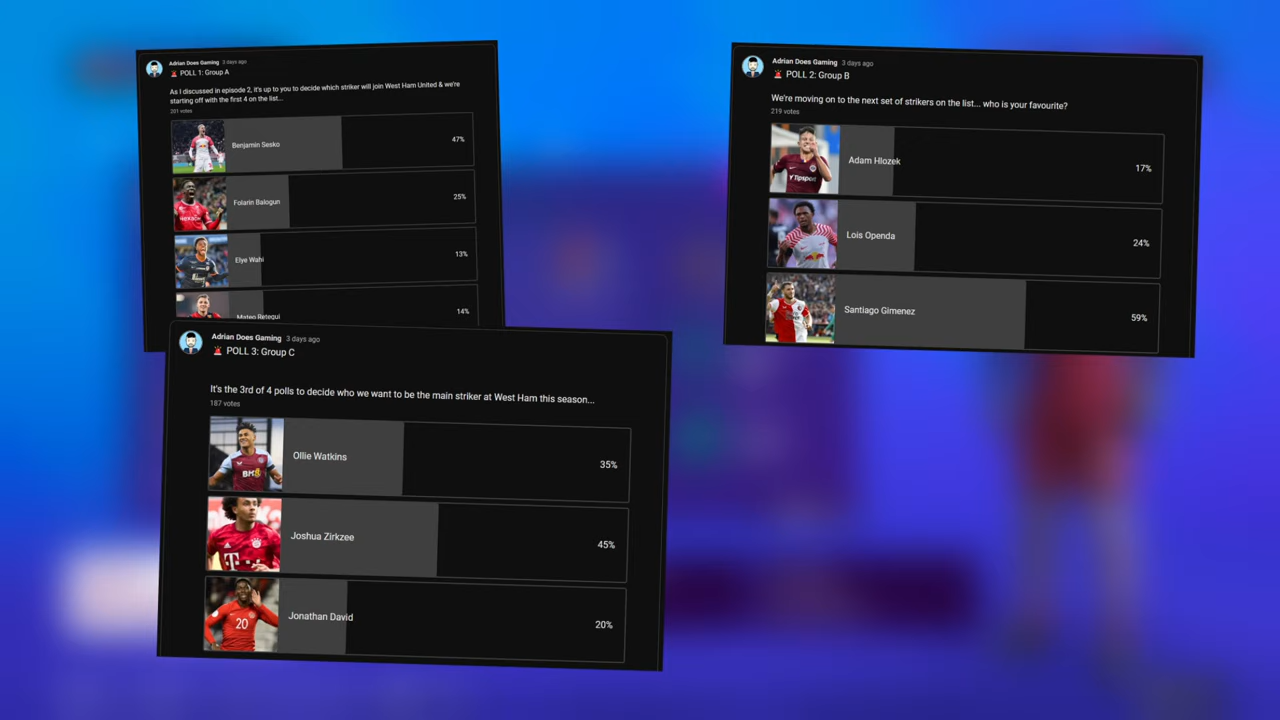 Adrian Does Gaming 3 days ago
🚨 POLL 1: Group A
As I discussed in episode 2, it's up to you to decide which striker will join West Ham United & we're
starting off with the first 4 on the list...
201 votes
Benjamin Sesko 47%
Folarin Balogun 25%
Elye Wahi 13%
Mateo Retegui 14%
Adrian Does Gaming 3 days ago
🚨 POLL 2: Group B
We're moving on to the next set of strikers on the list... who is your favourite?
219 votes
Adam Hlozek 17%
Tipsport
Lois Openda 24%
Santiago Gimenez 59%
Adrian Does Gaming 3 days ago
🚨 POLL 3: Group C
It's the 3rd of 4 polls to decide who we want to be the main striker at West Ham this season...
187 votes
Ollie Watkins 35%
Joshua Zirkzee 45%
T
Jonathan David 20%
20